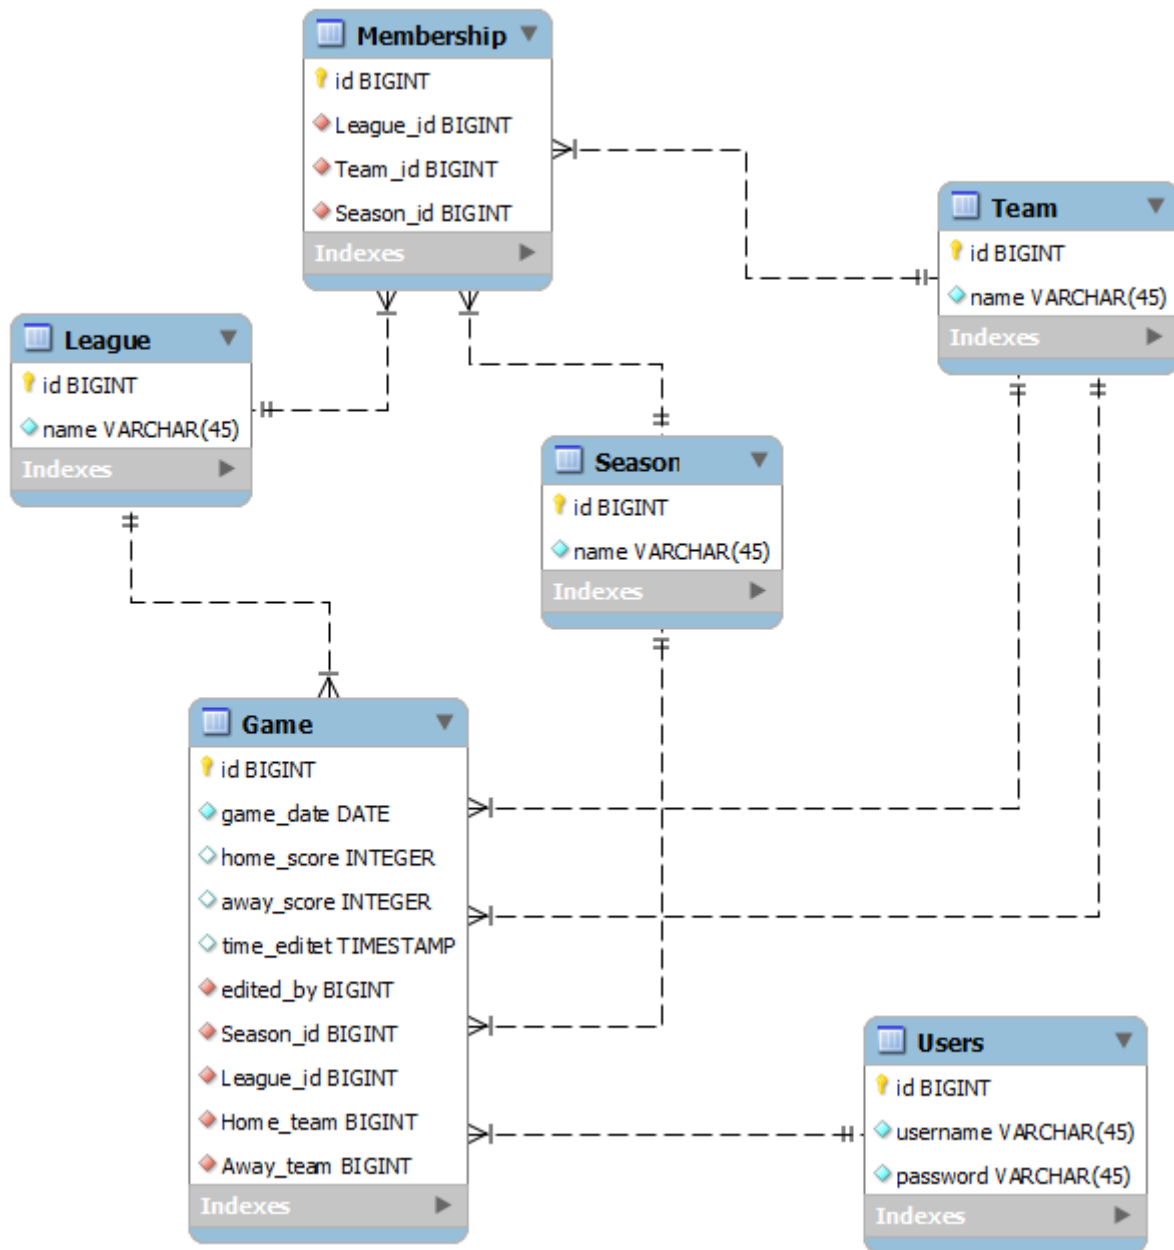 Membership
id BIGINT
League_id BIGINT
Team_id BIGINT
Season_id BIGINT
Indexes
Team
id BIGINT
name VARCHAR(45)
Indexes
League
id BIGINT
name VARCHAR(45)
Indexes
Season
id BIGINT
name VARCHAR(45)
Indexes
Game
id BIGINT
game_date DATE
home_score INTEGER
away_score INTEGER
time_editet TIMESTAMP
edited_by BIGINT
Season_id BIGINT
League_id BIGINT
Home_team BIGINT
Away_team BIGINT
Indexes
Users
id BIGINT
username VARCHAR(45)
password VARCHAR(45)
Indexes